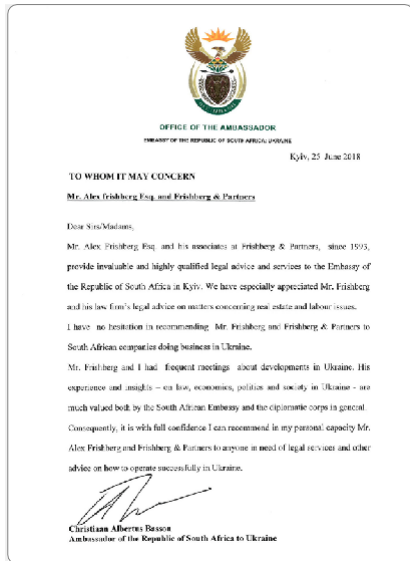 OFFICE OF THE AMBASSADOR
EMBASSY OF THE REPUBLIC OF SOUTH AFRICA, UKRAINE
Kyiv, 25 June 2018
TO WHOM IT MAY CONCERN
Mr. Alex frishberg Esq. and Frishberg & Partners
Dear Sirs/Madams,
Mr. Alex Frishberg Esq. and his associates at Frishberg & Partners, since 1993,
provide invaluable and highly qualified legal advice and services to the Embassy of
the Republic of South Africa in Kyiv. We have especially appreciated Mr. Frishberg
and his law firm's legal advice on matters concerning real estate and labour issues.
I have no hesitation in recommending Mr. Frishberg and Frishberg & Partners to
South African companies doing business in Ukraine.
Mr. Frishberg and I had frequent meetings about developments in Ukraine. His
experience and insights – on law, economics, politics and society in Ukraine - are
much valued both by the South African Embassy and the diplomatic corps in general.
Consequently, it is with full confidence I can recommend in my personal capacity Mr.
Alex Frishberg and Frishberg & Partners to anyone in need of legal services and other
advice on how to operate successfully in Ukraine.
Christiaan Albertus Basson
Ambassador of the Republic of South Africa to Ukraine